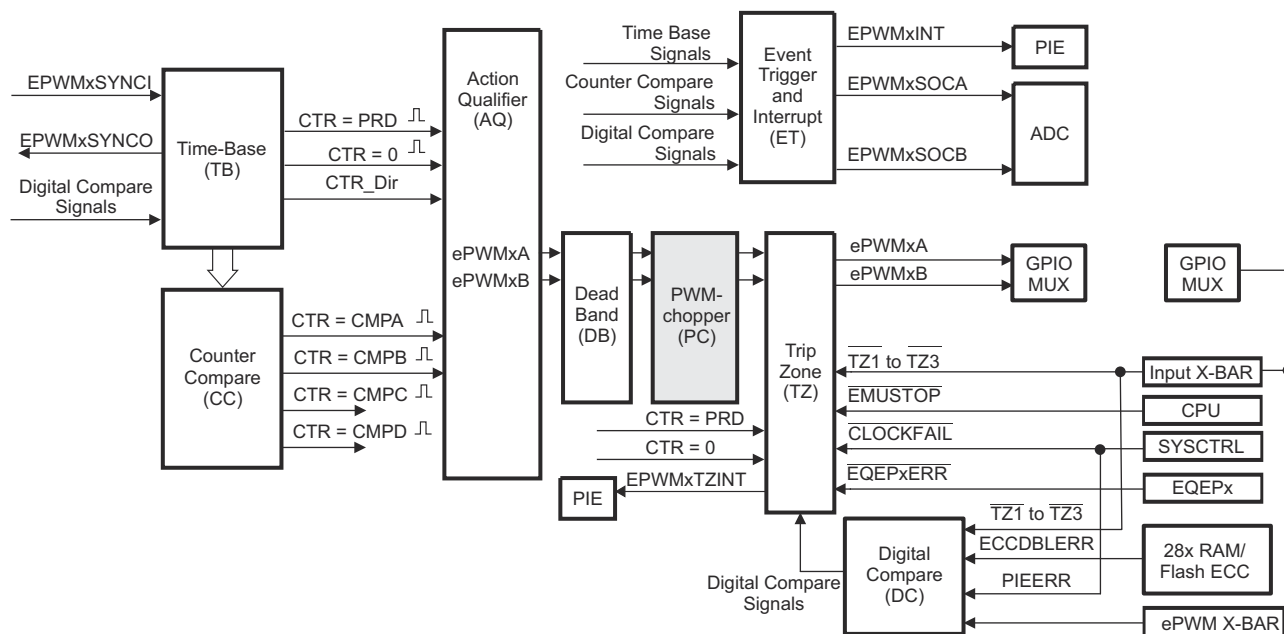 EPWMxSYNCI
EPWMxSYNCO
Digital Compare
Signals
Time-Base
(TB)
CTR = PRD
CTR = 0
CTR_Dir
Counter
Compare
(CC)
CTR = CMPA
CTR = CMPB
CTR = CMPC
CTR = CMPD
Action
Qualifier
(AQ)
ePWMxA
ePWMxB
Time Base
Signals
Counter Compare
Signals
Digital Compare
Signals
Event
Trigger
and
Interrupt
(ET)
EPWMxINT
EPWMxSOCA
EPWMxSOCB
PIE
ADC
Dead
Band
(DB)
PWM-
chopper
(PC)
Trip
Zone
(TZ)
ePWMxA
ePWMxB
GPIO
MUX
GPIO
MUX
TZ1 to TZ3
Input X-BAR
EMUSTOP
CPU
CLOCKFAIL
SYSCTRL
EQEPxERR
EQEPx
CTR = PRD
CTR = 0
EPWMxTZINT
PIE
Digital Compare
Signals
Digital
Compare
(DC)
TZ1 to TZ3
ECCDBLERR
28x RAM/
Flash ECC
PIEERR
ePWM X-BAR